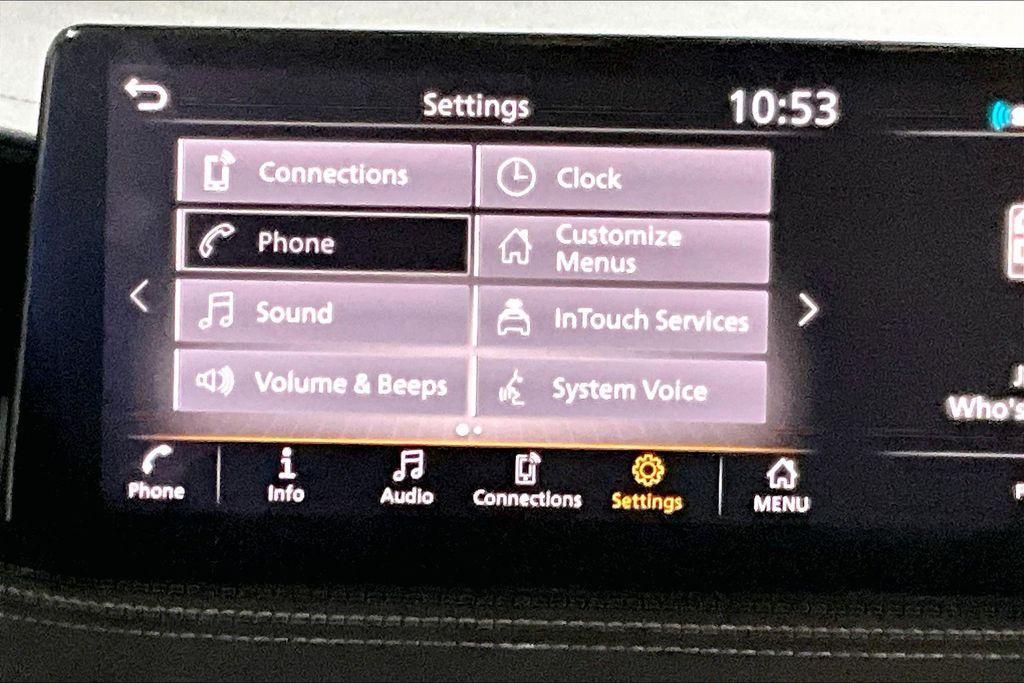 Settings
10:53
Connections
Clock
Phone
Customize
Menus
Sound
InTouch Services
Volume & Beeps
System Voice
Who's
Phone
Info
Audio
Connections
Settings
MENU